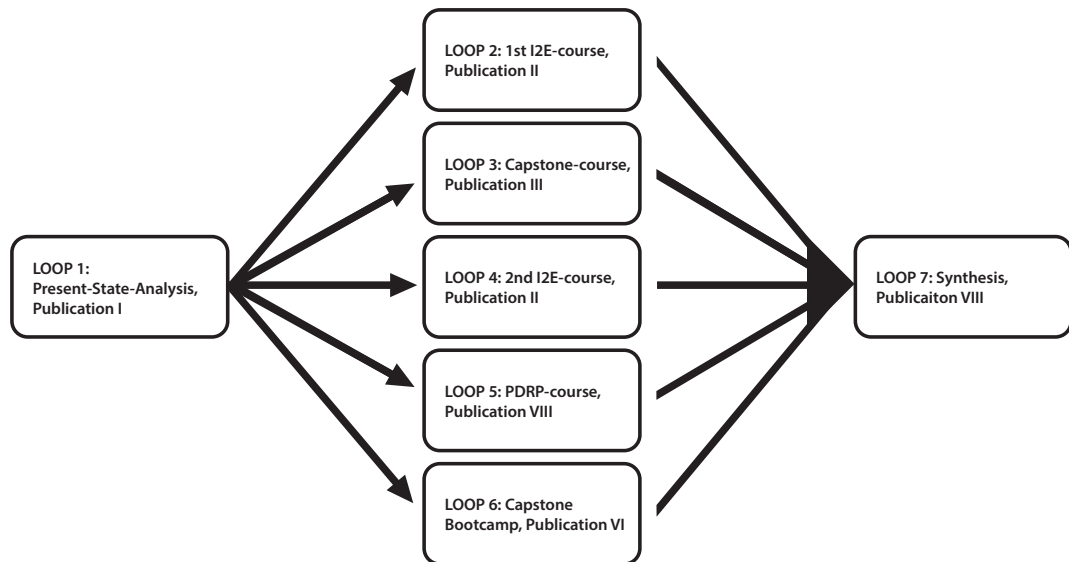 LOOP 1:
Present-State-Analysis,
Publication I
LOOP 2: 1st I2E-course,
Publication II
LOOP 3: Capstone-course,
Publication III
LOOP 4: 2nd I2E-course,
Publication II
LOOP 5: PDRP-course,
Publication VIII
LOOP 6: Capstone
Bootcamp, Publication VI
LOOP 7: Synthesis,
Publicaiton VIII